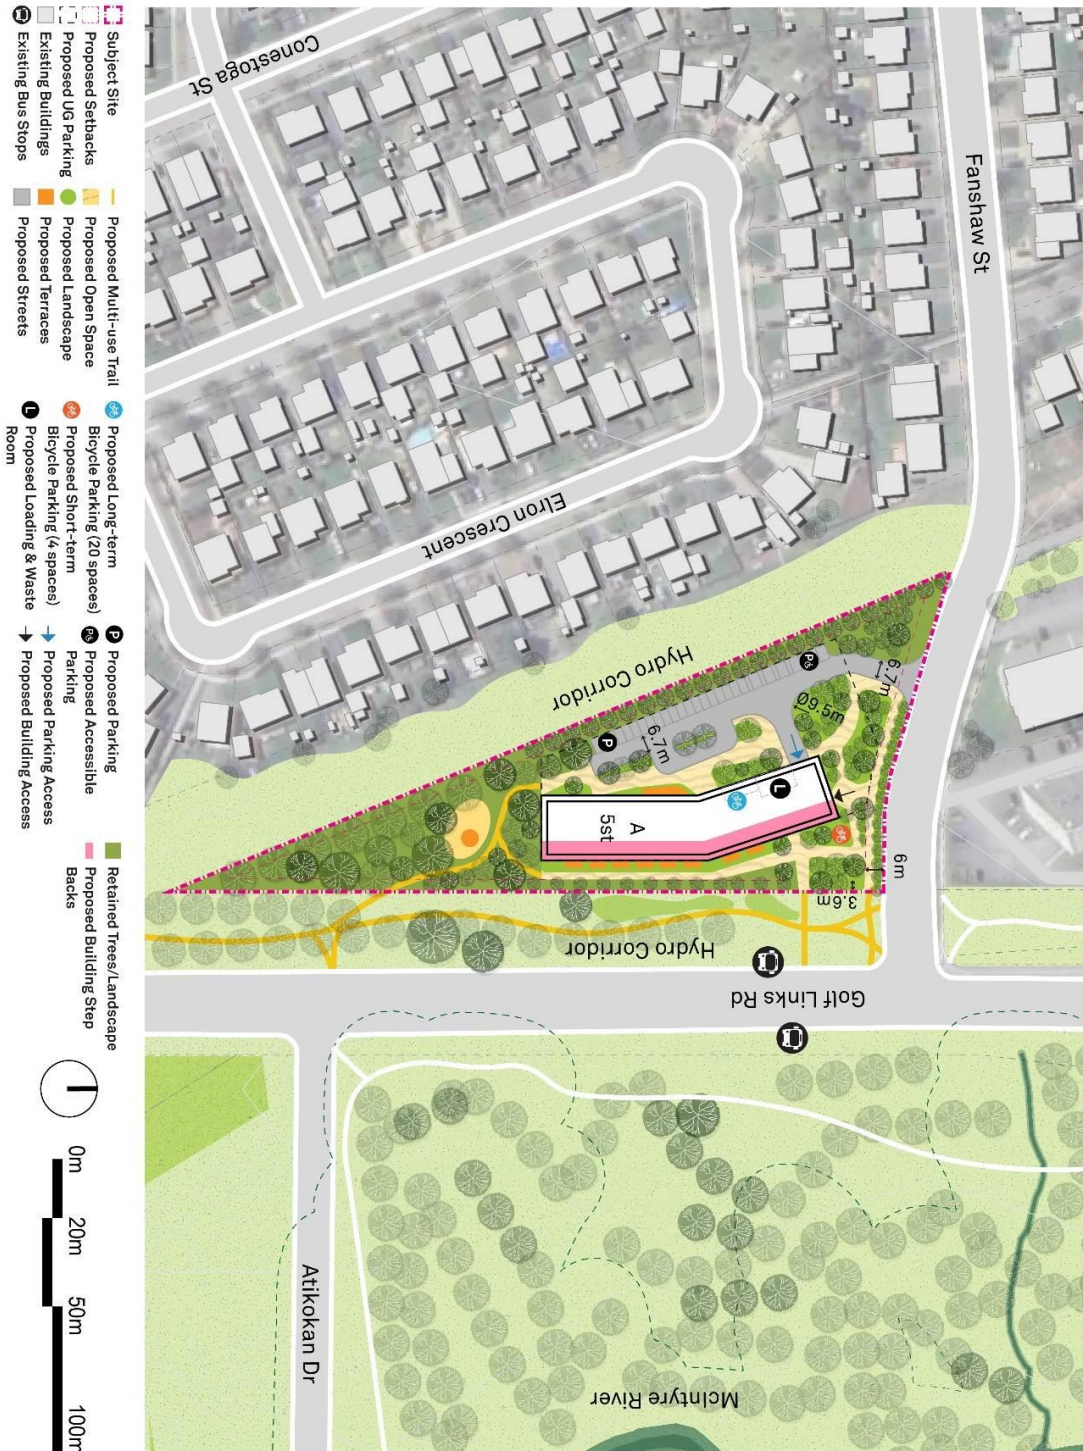 Conestoga St
Fanshaw St
Elron Crescent
Hydro Corridor
6.7m
Ø9.5m
6.7m
P
P
L
A
5st
6m
3.6m
Hydro Corridor
Golf Links Rd
Atikokan Dr
McIntyre River
Subject Site
Proposed Setbacks
Proposed UG Parking
Existing Buildings
Existing Bus Stops
Proposed Multi-use Trail
Proposed Open Space
Proposed Landscape
Proposed Terraces
Proposed Streets
Proposed Long-term
Bicycle Parking (20 spaces)
Proposed Short-term
Bicycle Parking (4 spaces)
L Proposed Loading & Waste
Room
P Proposed Parking
P Proposed Accessible
Parking
Proposed Parking Access
Proposed Building Access
Retained Trees/Landscape
Proposed Building Step
Backs
0m
20m
50m
100m